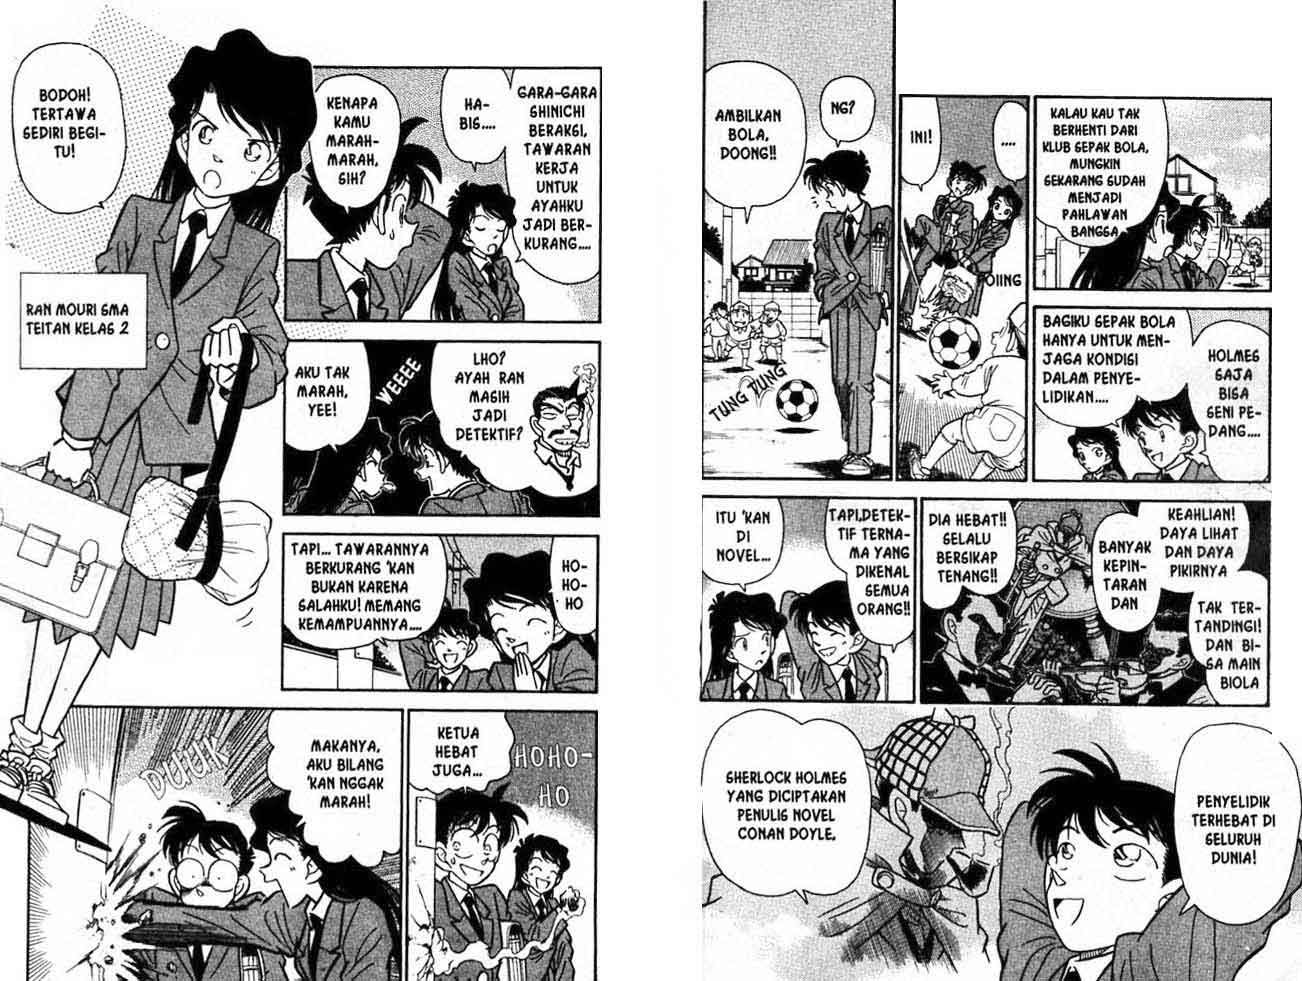 BODOH!
TERTAWA
SEDIRI BEGI-
TU!
RAN MOURI SMA
TEITAN KELAS 2
KENAPA
KAMU
MARAH-
MARAH,
SIH?
HA-
BIS....
GARA-GARA
SHINICHI
BERAKSI,
TAWARAN
KERJA
UNTUK
AYAHKU
JADI BER-
KURANG....
AKU TAK
MARAH,
YEE!
WEEEE
LHO?
AYAH RAN
MASIH
JADI
DETEKTIF?
TAPI... TAWARANNYA
BERKURANG 'KAN
BUKAN KARENA
SALAHKU! MEMANG
KEMAMPUANNYA....
HO-
HO-
HO
DUUK
MAKANYA,
AKU BILANG
'KAN NGGAK
MARAH!
KETUA
HEBAT
JUGA...
HOHO-
HO
AMBILKAN
BOLA,
DOONG!!
NG?
TUNG TUNG
INI!
....
OIING
KALAU KAU TAK
BERHENTI DARI
KLUB SEPAK BOLA,
MUNGKIN
SEKARANG SUDAH
MENJADI
PAHLAWAN
BANGSA
BAGIKU SEPAK BOLA
HANYA UNTUK MEN-
JAGA KONDISI
DALAM PENYE-
LIDIKAN....
HOLMES
SAJA
BISA
SENI PE-
DANG....
ITU 'KAN
DI
NOVEL...
TAPI,DETEK-
TIF TERNA-
MA YANG
DIKENAL
SEMUA
ORANG!!
DIA HEBAT!!
SELALU
BERSIKAP
TENANG!!
BANYAK
KEPIN-
TARAN
DAN
KEAHLIAN!
DAYA LIHAT
DAN DAYA
PIKIRNYA
TAK TER-
TANDINGI!
DAN BI-
SA MAIN
BIOLA
SHERLOCK HOLMES
YANG DICIPTAKAN
PENULIS NOVEL
CONAN DOYLE,
PENYELIDIK
TERHEBAT DI
SELURUH
DUNIA!